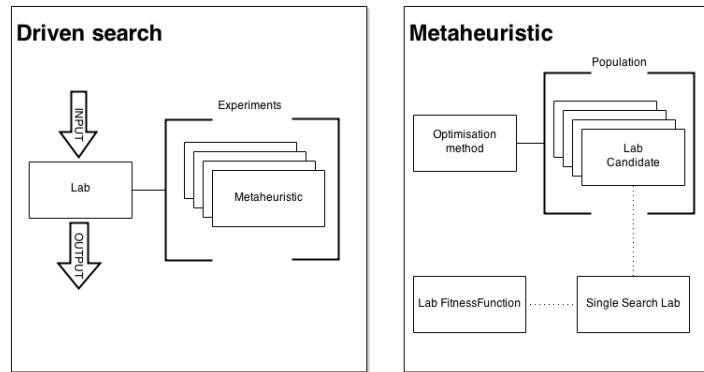 Driven search
INPUT
Experiments
Lab
Metaheuristic
OUTPUT
Metaheuristic
Population
Optimisation
method
Lab
Candidate
Lab FitnessFunction
Single Search Lab